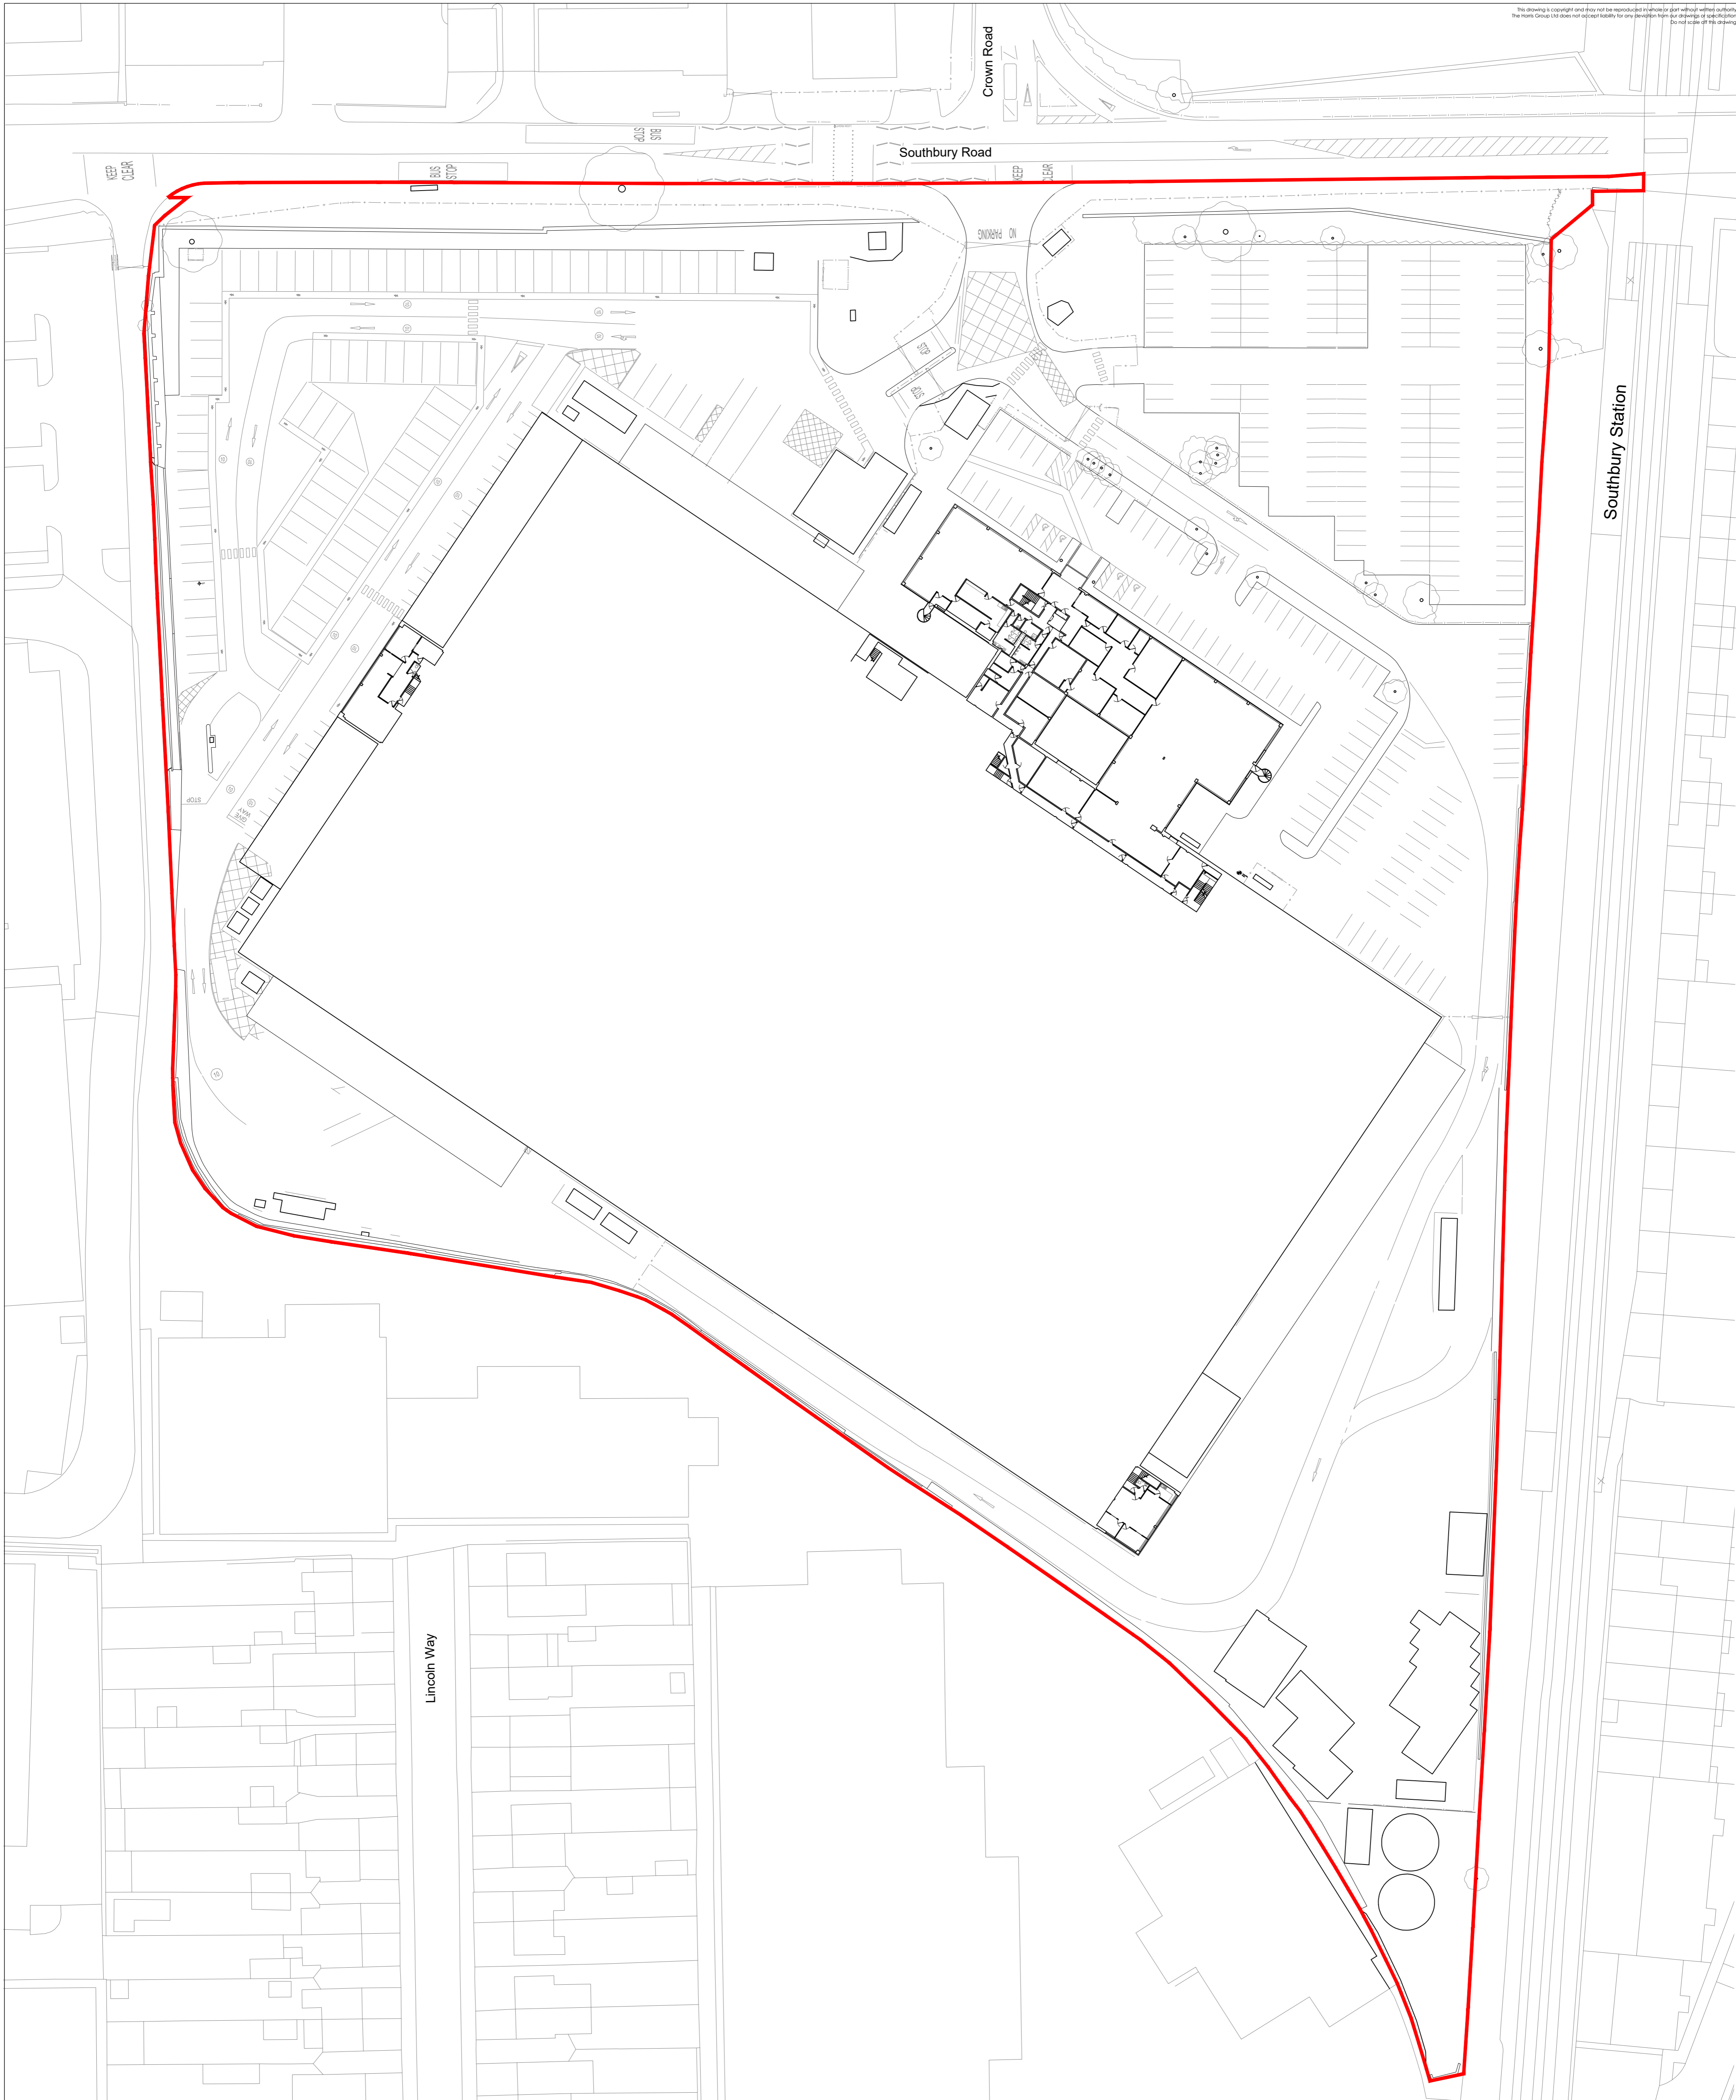 This drawing is copyright and may not be reproduced in whole or part without written authority.
The Harris Group Ltd does not accept liability for any deviation from our drawings or specification
Do not scale off this drawing
Crown Road
BUS
STOP
Southbury Road
KEEP
CLEAR
BUS
STOP
KEEP
CLEAR
NO PARKING
STOP
STOP
Southbury Station
STOP
GIVE
WAY
Lincoln Way